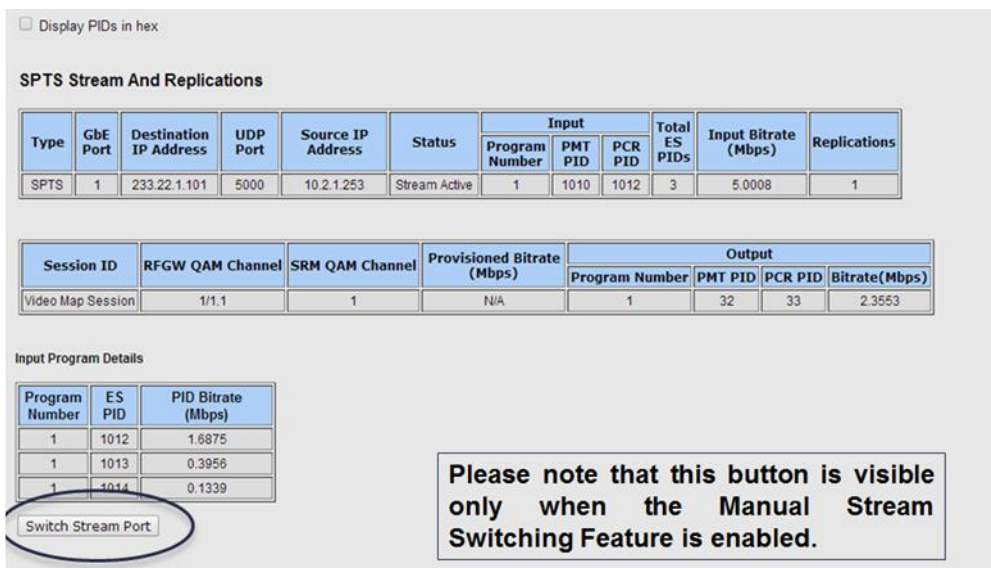 Display PIDs in hex
SPTS Stream And Replications
Type GbE Port Destination IP Address UDP Port Source IP Address Status Input Total ES PIDs Input Bitrate (Mbps) Replications
Program Number PMT PID PCR PID
SPTS 1 233.22.1.101 5000 10.2.1.253 Stream Active 1 1010 1012 3 5.0008 1
Session ID RFGW QAM Channel SRM QAM Channel Provisioned Bitrate (Mbps) Output
Program Number PMT PID PCR PID Bitrate(Mbps)
Video Map Session 1/1.1 1 N/A 1 32 33 2.3553
Input Program Details
Program Number ES PID PID Bitrate (Mbps)
1 1012 1.6875
1 1013 0.3956
1 1014 0.1339
Switch Stream Port
Please note that this button is visible
only when the Manual Stream
Switching Feature is enabled.